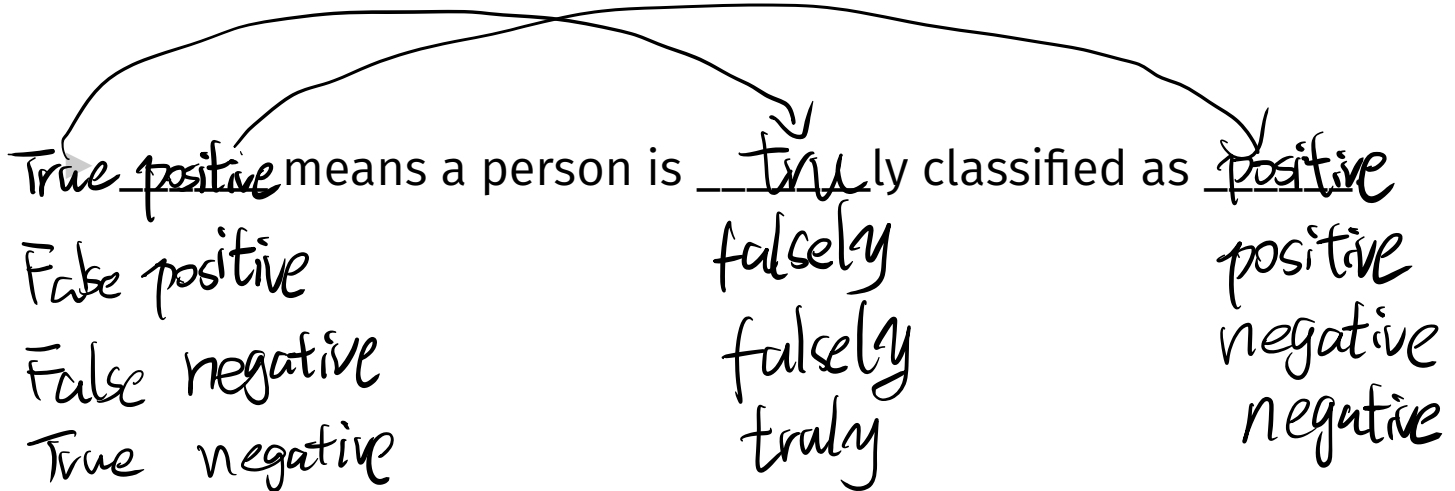 True positive means a person is truly classified as positive
False positive falsely positive
False negative falsely negative
True negative traly negative